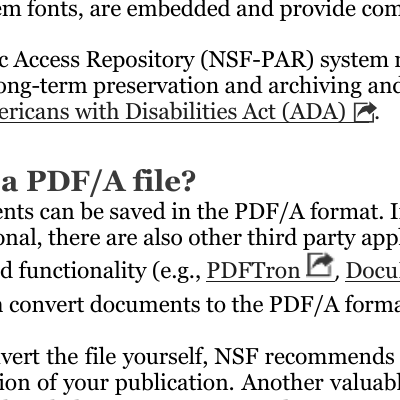 em fonts, are embedded and provide com
c Access Repository (NSF-PAR) system
ong-term preservation and archiving and
ericans with Disabilities Act (ADA).
a PDF/A file?
ents can be saved in the PDF/A format. I
onal, there are also other third party app
d functionality (e.g., PDFTron, Docu
convert documents to the PDF/A forma
vert the file yourself, NSF recommends
ion of your publication. Another valuabl